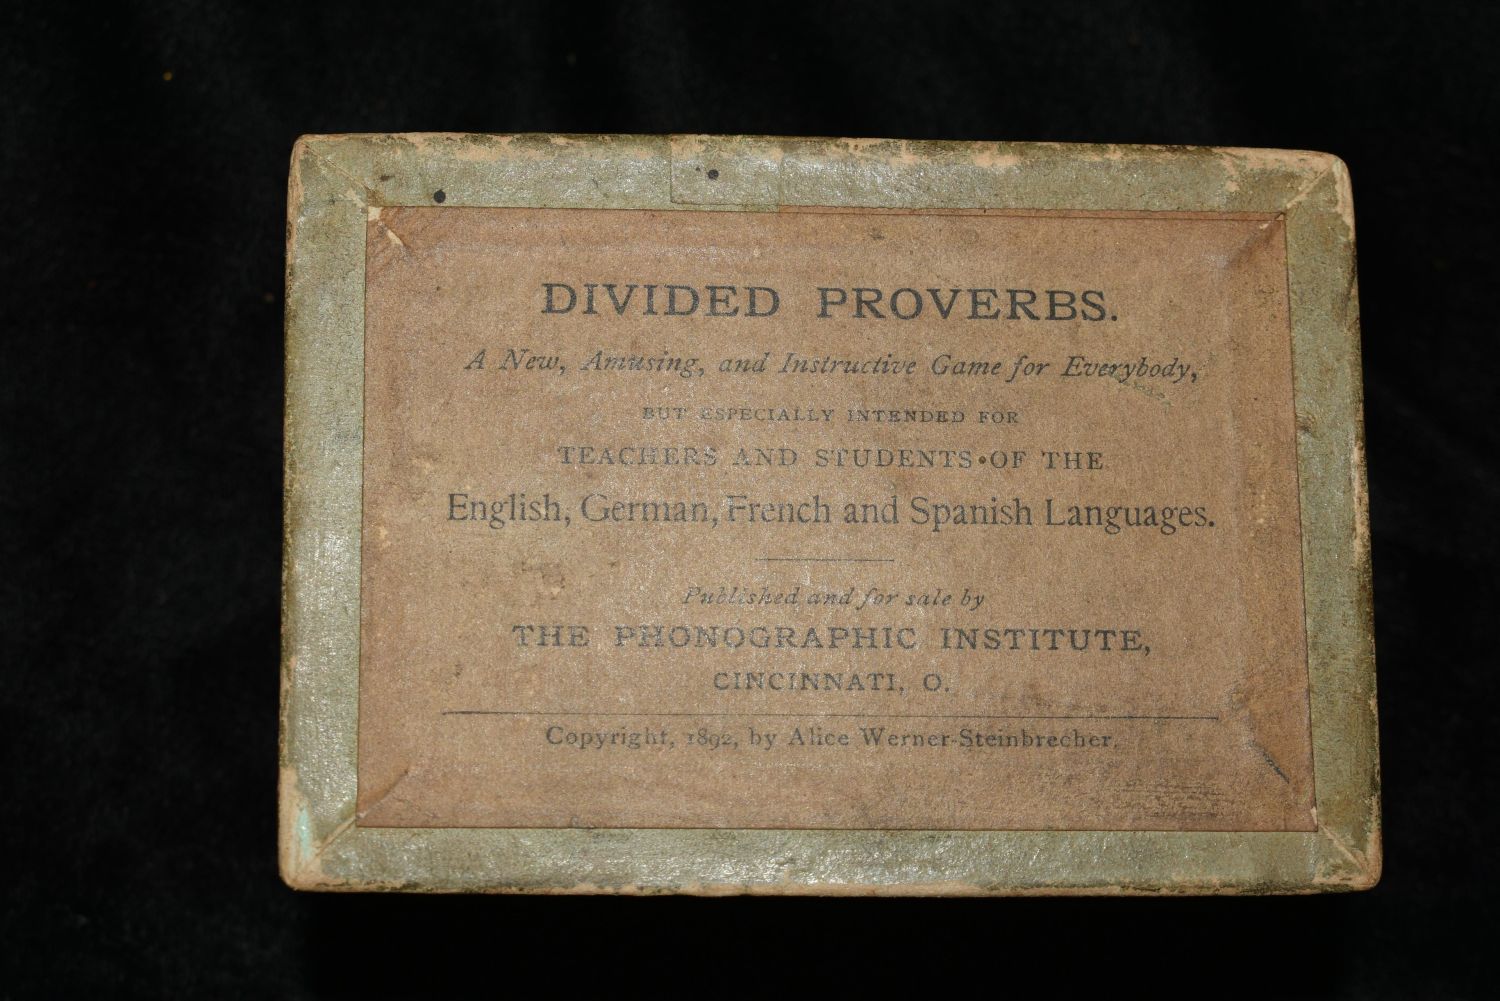 DIVIDED PROVERBS.
A New, Amusing, and Instructive Game for Everybody,
BUT ESPECIALLY INTENDED FOR
TEACHERS AND STUDENTS OF THE
English, German, French and Spanish Languages.
Published and for sale by
THE PHONOGRAPHIC INSTITUTE,
CINCINNATI, O.
Copyright, 1892, by Alice Werner-Steinbrecher.